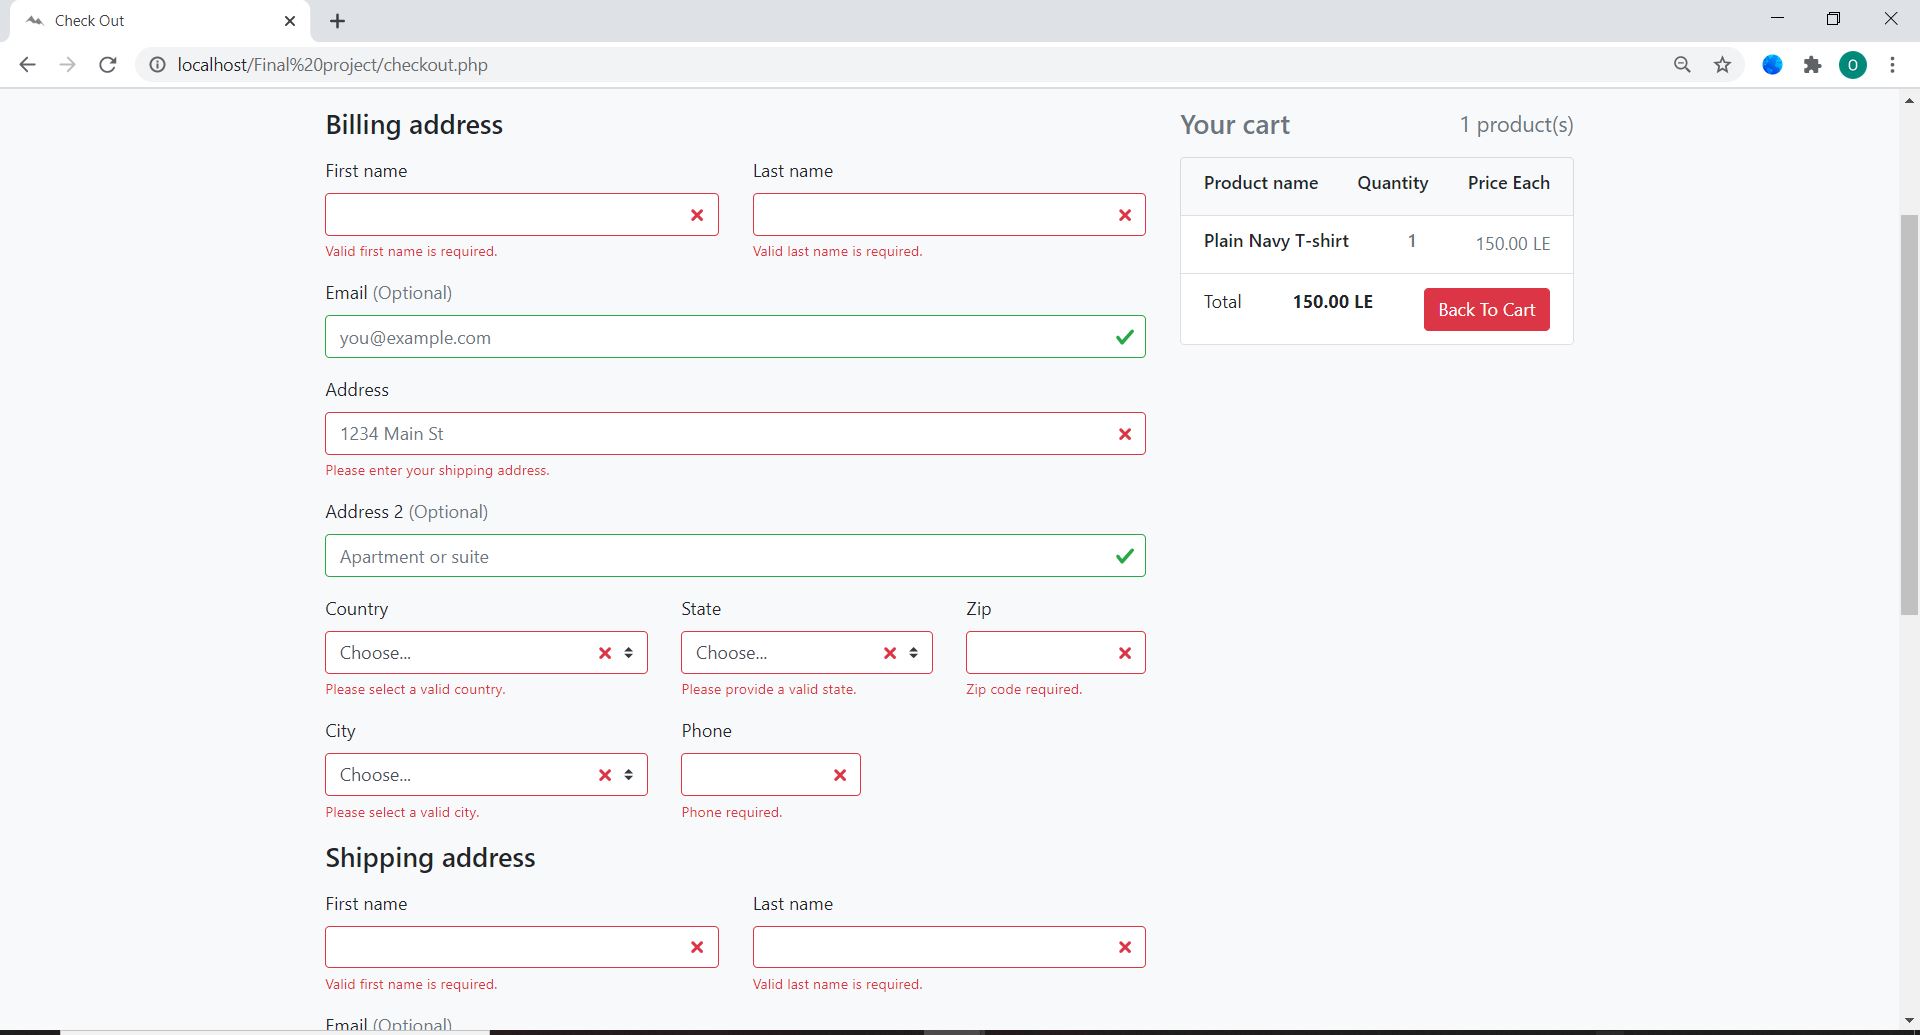 Check Out
localhost/Final%20project/checkout.php
O
Billing address
First name
Last name
Valid first name is required.
Valid last name is required.
Email (Optional)
you@example.com
Address
1234 Main St
Please enter your shipping address.
Address 2 (Optional)
Apartment or suite
Country
State
Zip
Choose...
Choose...
Please select a valid country.
Please provide a valid state.
Zip code required.
City
Phone
Choose...
Please select a valid city.
Phone required.
Shipping address
First name
Last name
Valid first name is required.
Valid last name is required.
Email (Optional)
Your cart
1 product(s)
Product name Quantity Price Each
Plain Navy T-shirt 1 150.00 LE
Total 150.00 LE Back To Cart